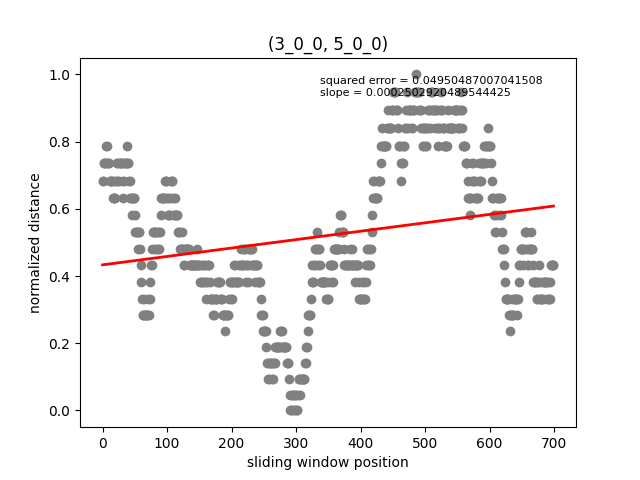 (3_0_0, 5_0_0)
squared error = 0.04950487007041508
slope = 0.0002502920489544425
normalized distance
1.0
0.8
0.6
0.4
0.2
0.0
0 100 200 300 400 500 600 700
sliding window position